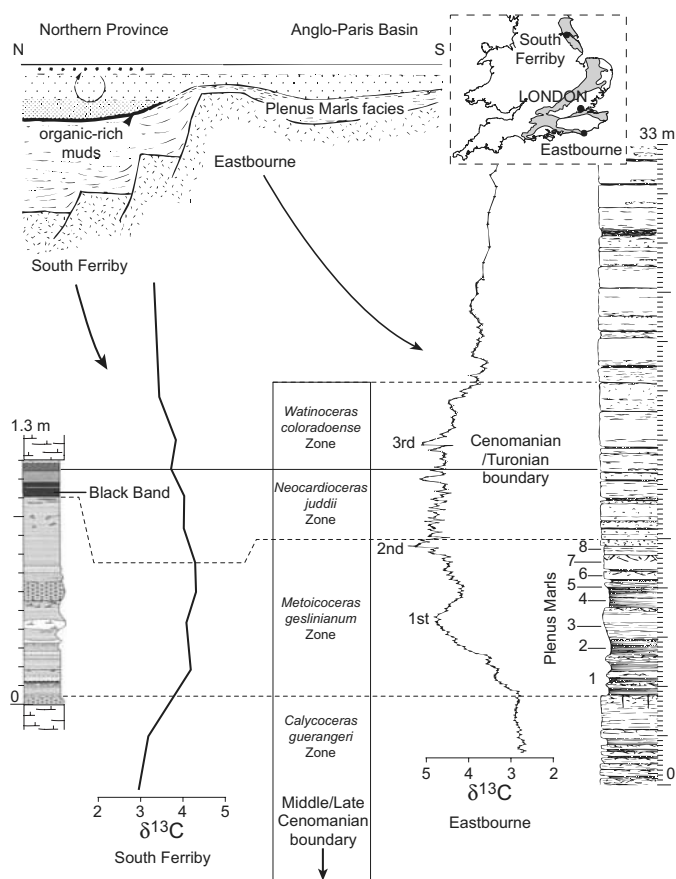 Northern Province
Anglo-Paris Basin
N
S
organic-rich
muds
Plenus Marls facies
Eastbourne
South Ferriby
South
Ferriby
LONDON
Eastbourne
33 m
1.3 m
Black Band
0
Watinoceras
coloradoense
Zone
Neocardioceras
juddii
Zone
Metoicoceras
geslinianum
Zone
Calycoceras
guerangeri
Zone
Middle/Late
Cenomanian
boundary
3rd
2nd
1st
Cenomanian
/Turonian
boundary
Plenus Marls
8
7
6
5
4
3
2
1
0
2 3 4 5
δ¹³C
South Ferriby
5 4 3 2
δ¹³C
Eastbourne